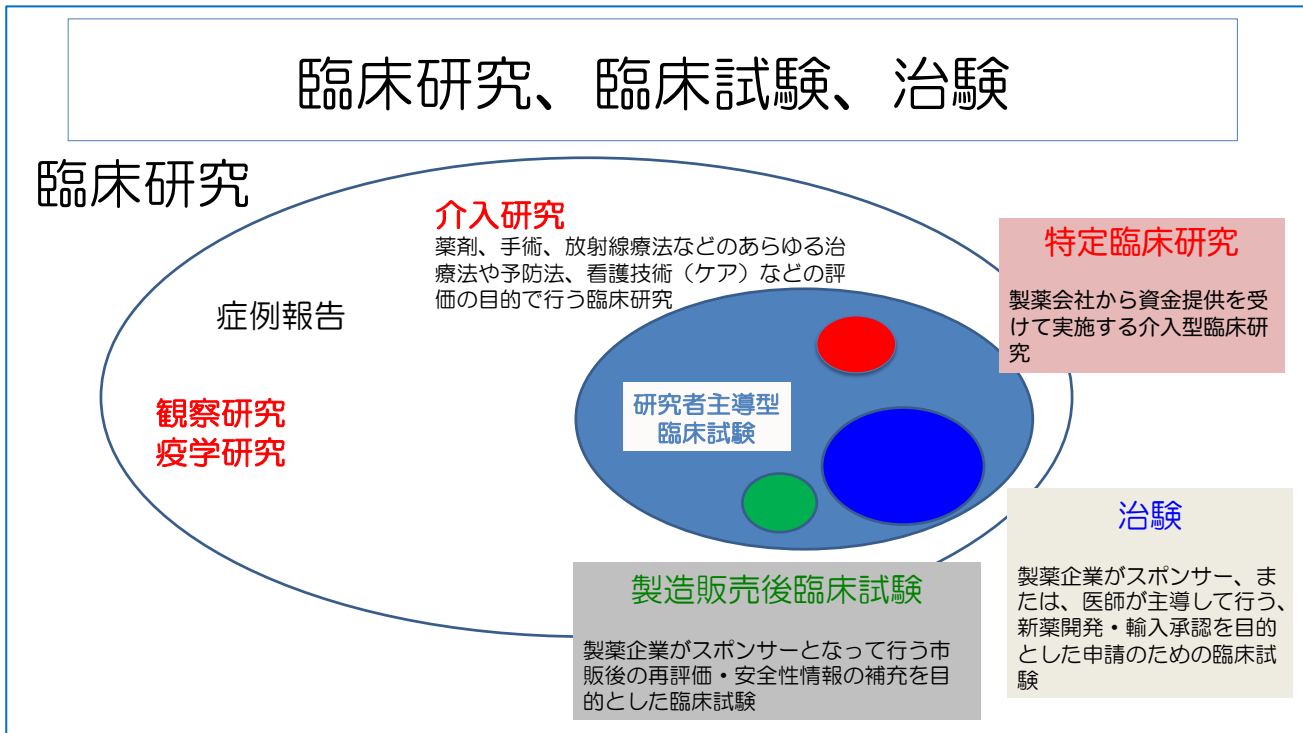 臨床研究、臨床試験、治験
臨床研究
介入研究
薬剤、手術、放射線療法などのあらゆる治
療法や予防法、看護技術（ケア）などの評
価の目的で行う臨床研究
症例報告
観察研究
疫学研究
研究者主導型
臨床試験
特定臨床研究
製薬会社から資金提供を受
けて実施する介入型臨床研
究
治験
製薬企業がスポンサー、ま
たは、医師が主導して行う、
新薬開発・輸入承認を目的
とした申請のための臨床試
験
製造販売後臨床試験
製薬企業がスポンサーとなって行う市
販後の再評価・安全性情報の補充を目
的とした臨床試験